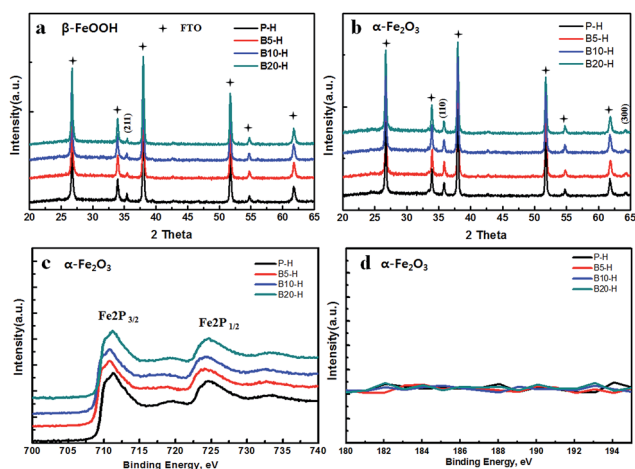 a
β-FeOOH
FTO
P-H
B5-H
B10-H
B20-H
(211)
Intensity(a.u.)
20 25 30 35 40 45 50 55 60 65
2 Theta
b
α-Fe2O3
P-H
B5-H
B10-H
B20-H
(110)
(300)
Intensity(a.u.)
20 25 30 35 40 45 50 55 60 65
2 Theta
c
α-Fe2O3
P-H
B5-H
B10-H
B20-H
Fe2P3/2
Fe2P1/2
Intensity(a.u.)
700 705 710 715 720 725 730 735 740
Binding Energy, eV
d
α-Fe2O3
P-H
B5-H
B10-H
B20-H
Intensity(a.u.)
180 182 184 186 188 190 192 194
Binding Energy, eV